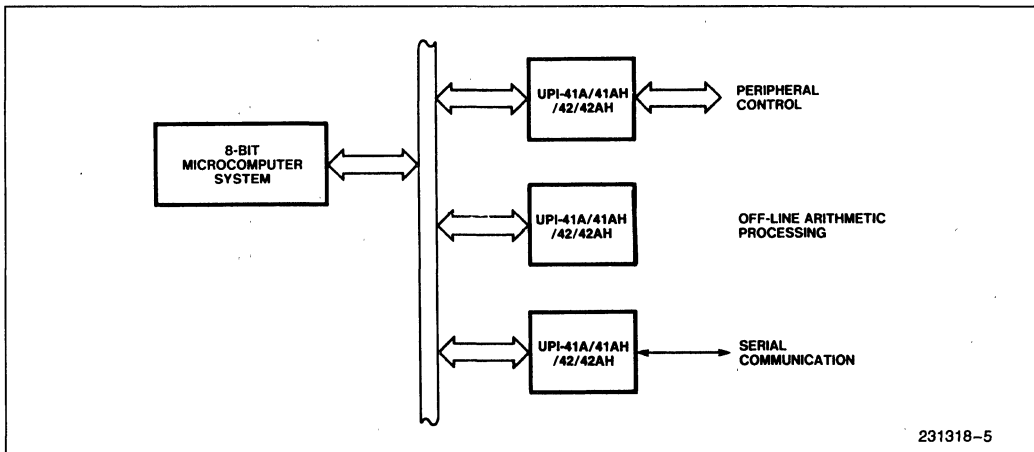 8-BIT
MICROCOMPUTER
SYSTEM
UPI-41A/41AH
/42/42AH
PERIPHERAL
CONTROL
UPI-41A/41AH
/42/42AH
OFF-LINE ARITHMETIC
PROCESSING
UPI-41A/41AH
/42/42AH
SERIAL
COMMUNICATION
231318–5